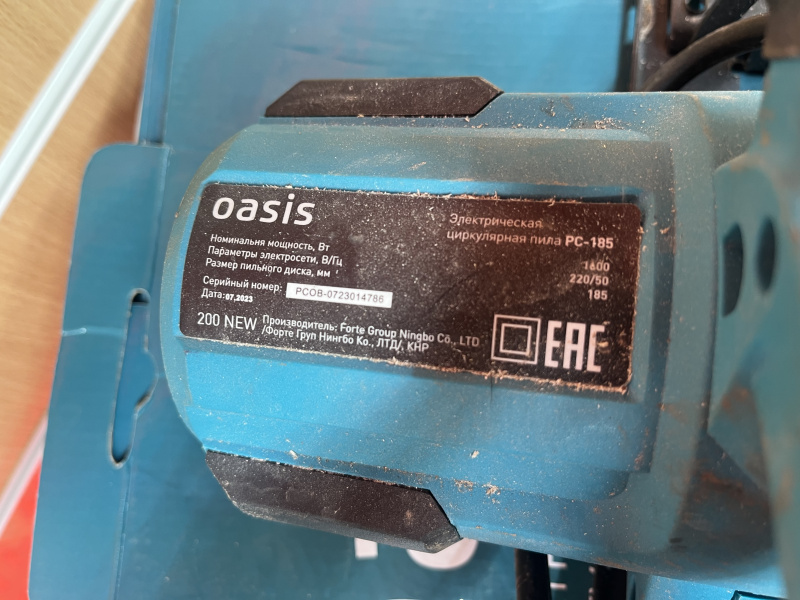 oasis
Электрическая
циркулярная пила PC-185
Номинальня мощность, Вт
1600
Параметры электросети, В/Гц
220/50
Размер пильного диска, мм
185
Серийный номер: PCOB-0723014786
Дата: 07,2023
200 NEW
Производитель: Forte Group Ningbo Co., LTD
/Форте Груп Нингбо Ко., ЛТД/, КНР
EAC